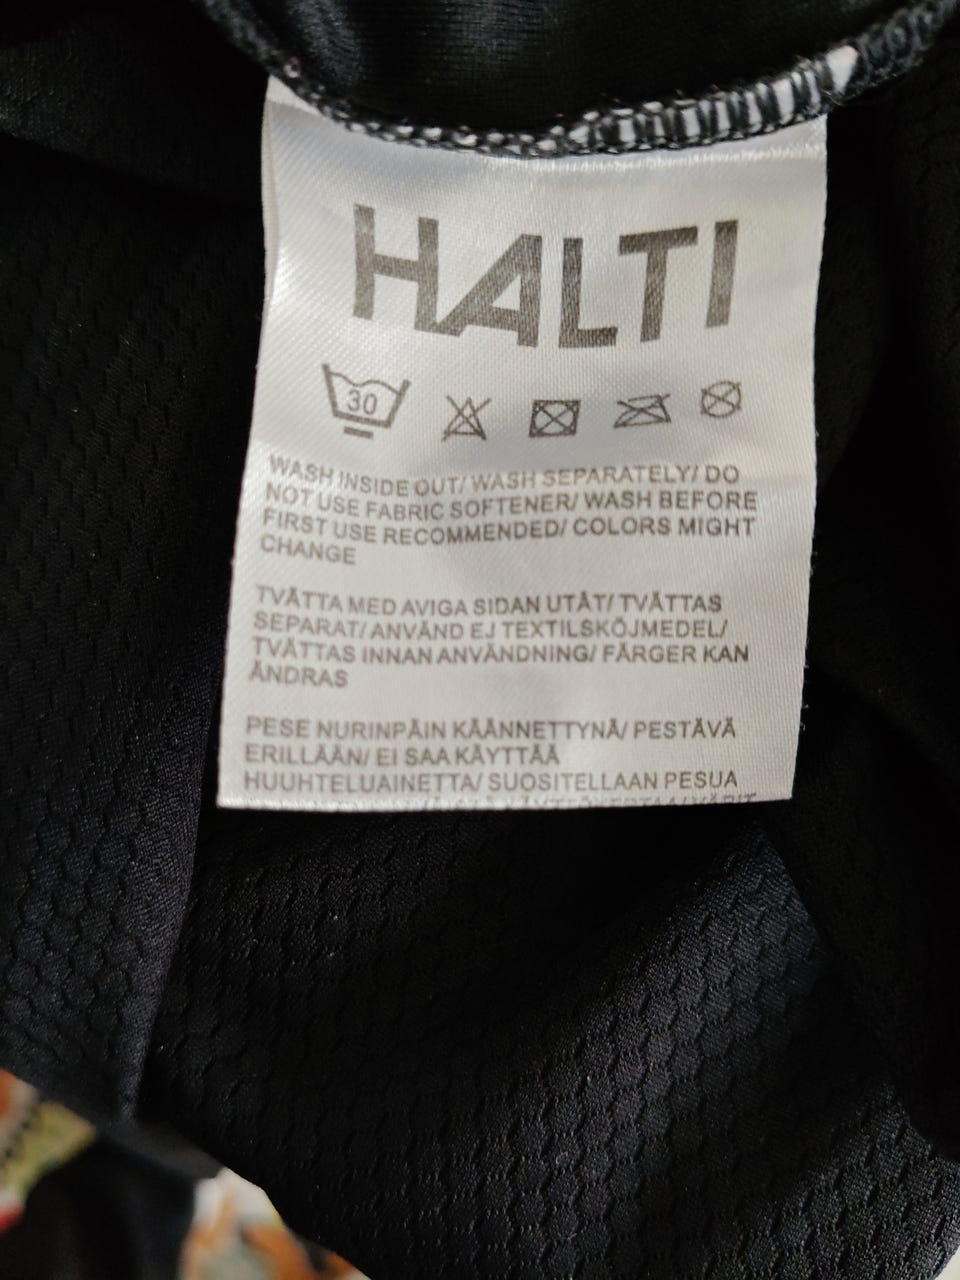 HALTI
30
WASH INSIDE OUT/ WASH SEPARATELY/ DO
NOT USE FABRIC SOFTENER/ WASH BEFORE
FIRST USE RECOMMENDED/ COLORS MIGHT
CHANGE
TVÄTTA MED AVIGA SIDAN UTÅT/ TVÄTTAS
SEPARAT/ ANVÄND EJ TEXTILSKÖJMEDEL/
TVÄTTAS INNAN ANVÄNDNING/ FÄRGER KAN
ÄNDRAS
PESE NURINPÄIN KÄÄNNETTYNÄ/ PESTÄVÄ
ERILLÄÄN/ EI SAA KÄYTTÄÄ
HUUHTELUAINETTA/ SUOSITELLAAN PESUA